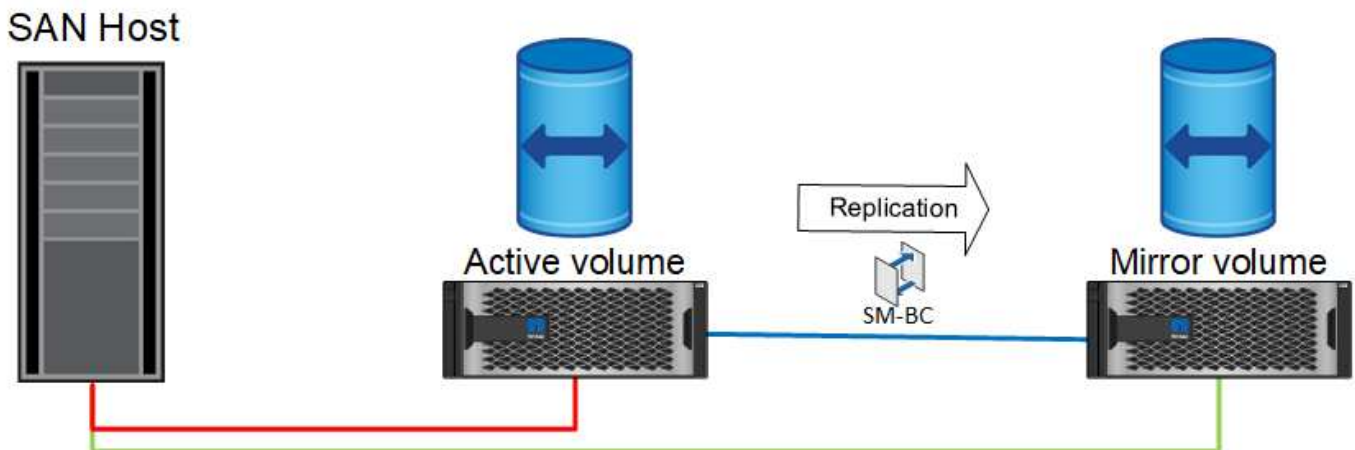 SAN Host
Replication
Active volume
Mirror volume
SM-BC